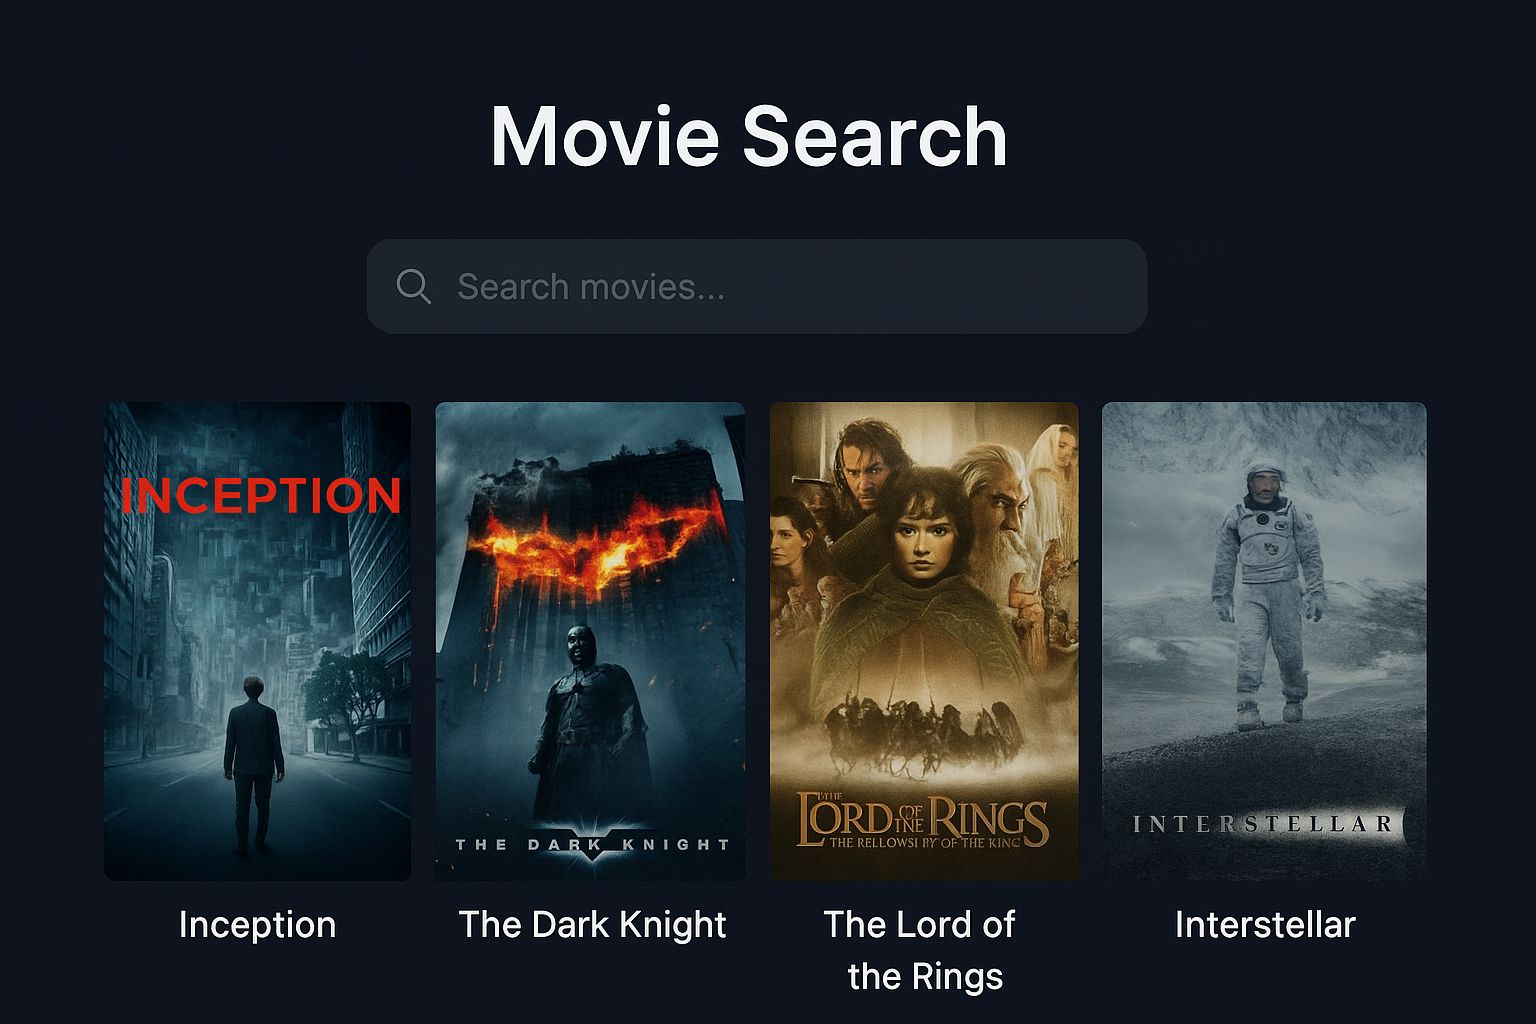 Movie Search
Search movies...
INCEPTION
THE DARK KNIGHT
THE
LORD OF THE RINGS
THE RELLOWSI BY OF THE KING
INTERSTELLAR
Inception
The Dark Knight
The Lord of
the Rings
Interstellar